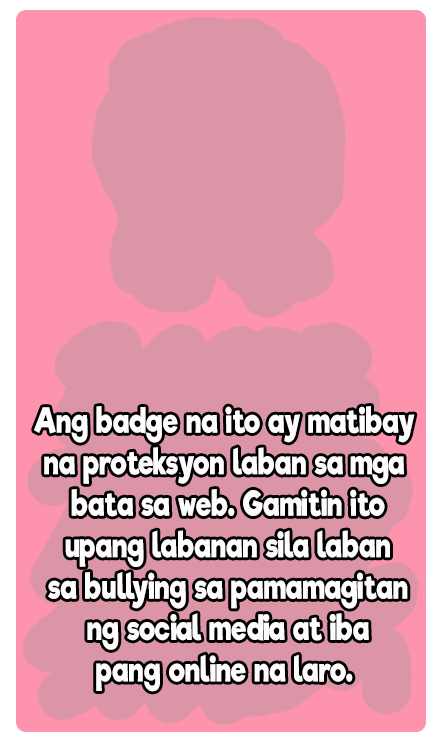 Ang badge na ito ay matibay
na proteksyon laban sa mga
bata sa web. Gamitin ito
upang labanan sila laban
sa bullying sa pamamagitan
ng social media at iba
pang online na laro.